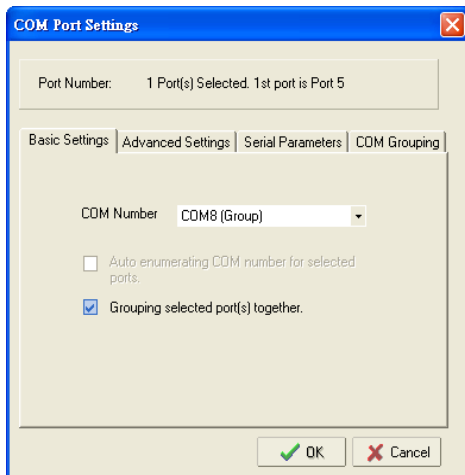 COM Port Settings
Port Number: 1 Port(s) Selected. 1st port is Port 5
Basic Settings Advanced Settings Serial Parameters COM Grouping
COM Number COM8 (Group)
Auto enumerating COM number for selected
ports.
Grouping selected port(s) together.
OK Cancel